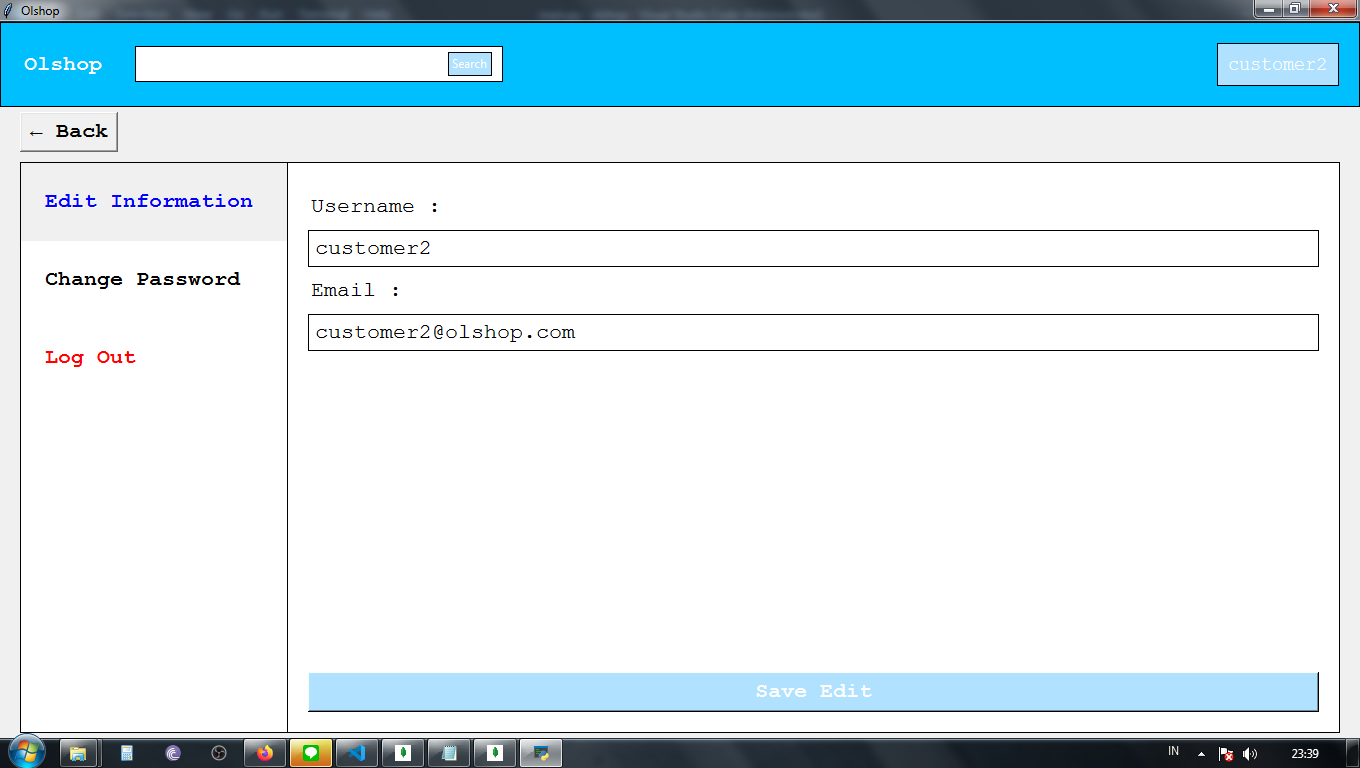 Olshop
Olshop
Search
customer2
← Back
Edit Information
Change Password
Log Out
Username :
customer2
Email :
customer2@olshop.com
Save Edit
IN
23:39